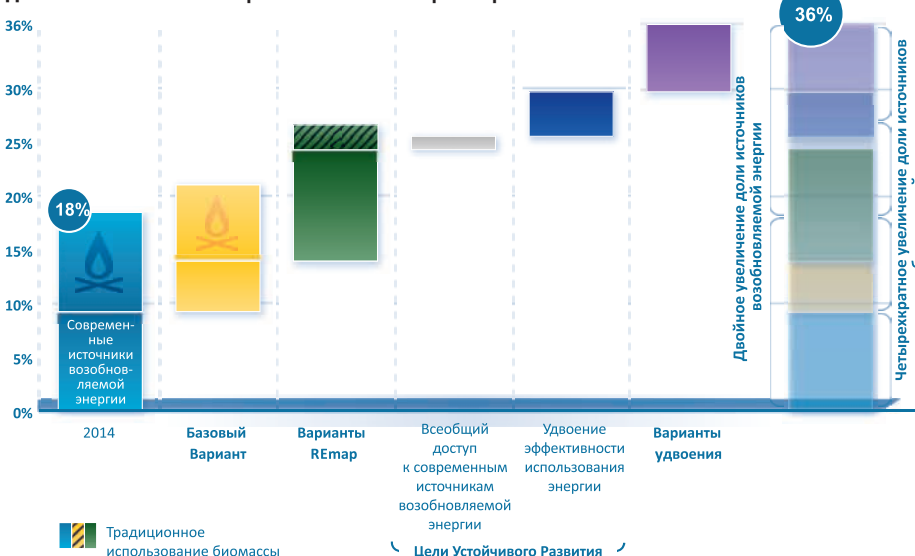 36%
30%
25%
20%
15%
10%
5%
0%
18%
Современ-
ные
источники
возобнов-
ляемой
энергии
36%
Двойное увеличение доли источников
возобновляемой энергии
Четырехкратное увеличение доли источников
2014
Базовый
Вариант
Варианты
REmap
Всеобщий
доступ
к современным
источникам
возобновляемой
энергии
Удвоение
эффективности
использования
энергии
Варианты
удвоения
Цели Устойчивого Развития
Традиционное
использование биомассы